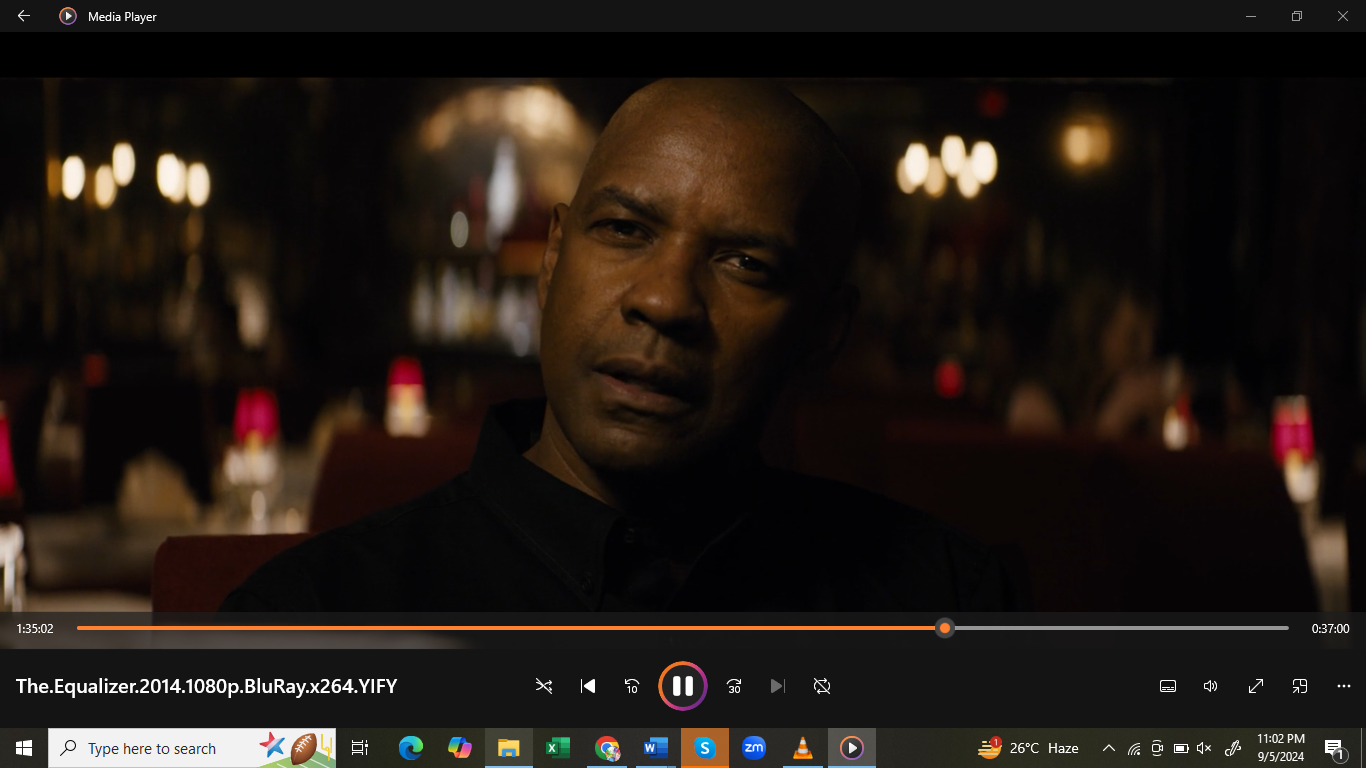 Media Player
1:35:02
0:37:00
The.Equalizer.2014.1080p.BluRay.x264.YIFY
10
30
Type here to search
zm
1
26°C Haze
11:02 PM
9/5/2024
1